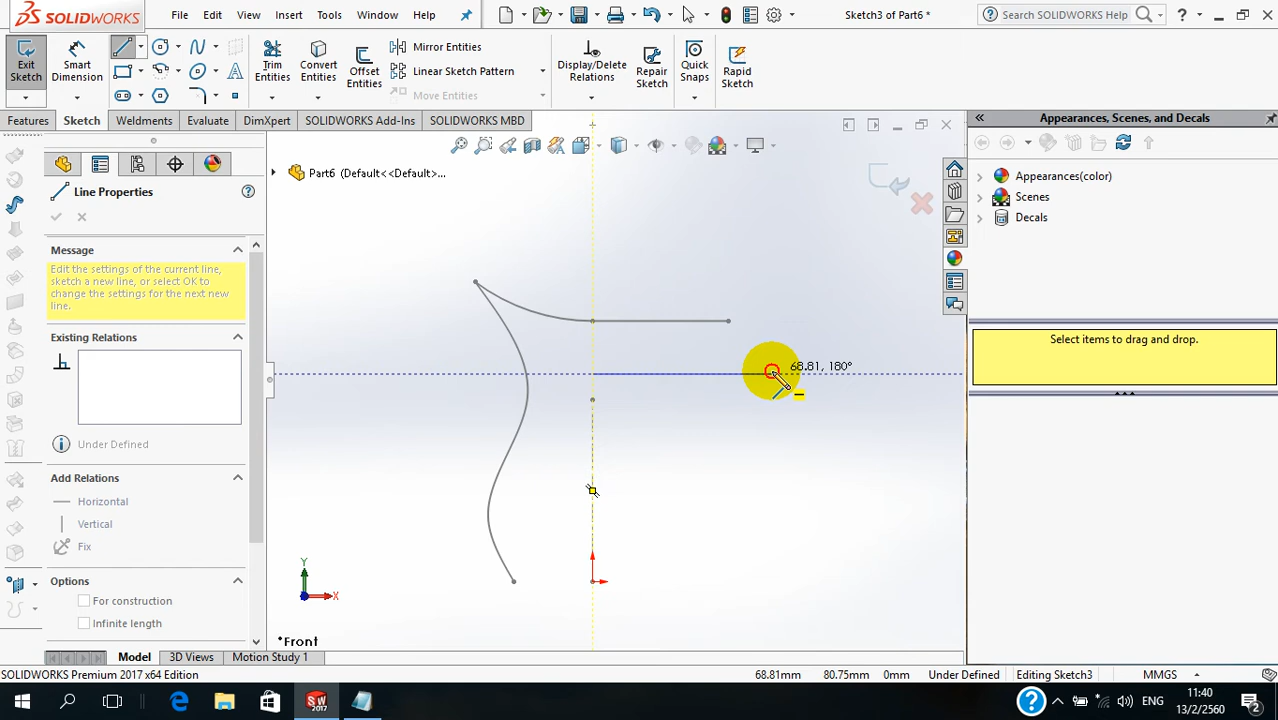 SOLIDWORKS File Edit View Insert Tools Window Help Sketch3 of Part6 * Search SOLIDWORKS Help ?
Exit Sketch
Smart Dimension
Trim Entities
Convert Entities
Offset Entities
Mirror Entities
Linear Sketch Pattern
Move Entities
Display/Delete Relations
Repair Sketch
Quick Snaps
Rapid Sketch
Features Sketch Weldments Evaluate DimXpert SOLIDWORKS Add-Ins SOLIDWORKS MBD
Appearances, Scenes, and Decals
Part6 (Default< <Default>...
Appearances(color)
Scenes
Decals
Line Properties
Message
Edit the settings of the current line,
sketch a new line, or select OK to
change the settings for the next new
line.
Existing Relations
Select items to drag and drop.
68.81, 180°
Under Defined
Add Relations
Horizontal
Vertical
Fix
Options
For construction
Infinite length
Y
X
*Front
Model 3D Views Motion Study 1
SOLIDWORKS Premium 2017 x64 Edition 68.81mm 80.75mm 0mm Under Defined Editing Sketch3 MMGS
SW
2017
ENG
11:40
13/2/2560
2